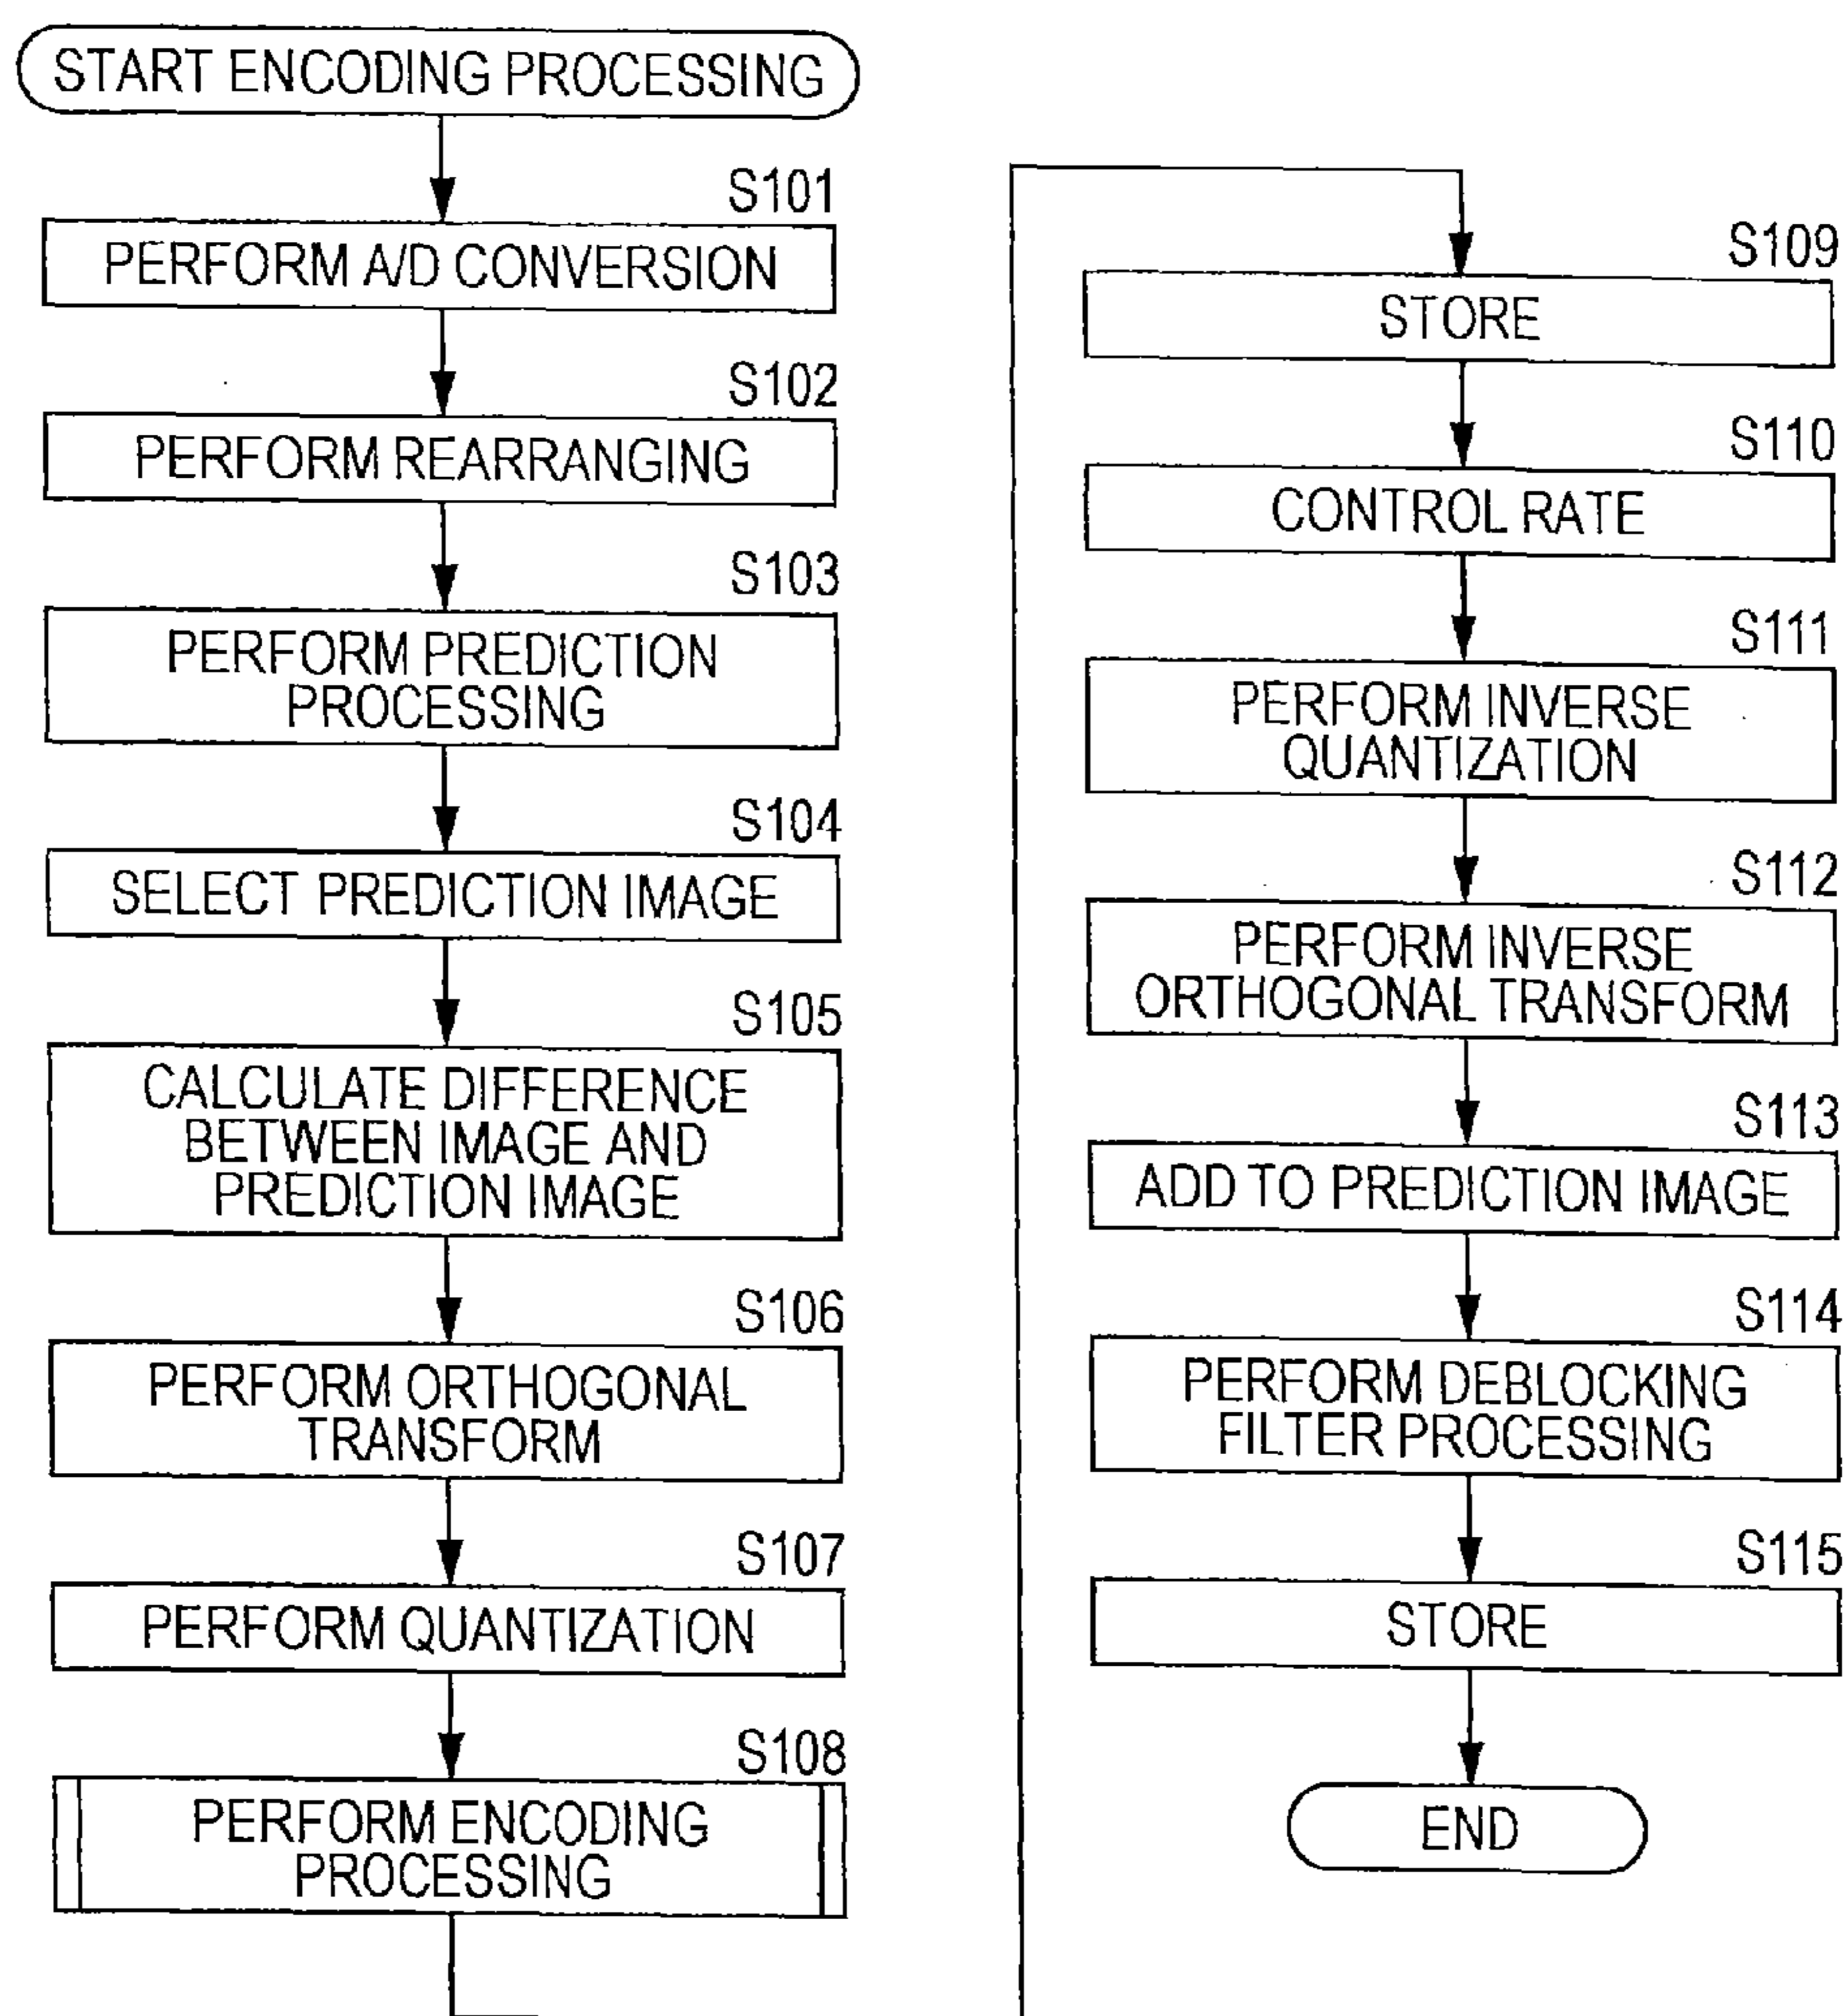 START ENCODING PROCESSING
S101
PERFORM A/D CONVERSION
S102
PERFORM REARRANGING
S103
PERFORM PREDICTION
PROCESSING
S104
SELECT PREDICTION IMAGE
S105
CALCULATE DIFFERENCE
BETWEEN IMAGE AND
PREDICTION IMAGE
S106
PERFORM ORTHOGONAL
TRANSFORM
S107
PERFORM QUANTIZATION
S108
PERFORM ENCODING
PROCESSING
S109
STORE
S110
CONTROL RATE
S111
PERFORM INVERSE
QUANTIZATION
S112
PERFORM INVERSE
ORTHOGONAL TRANSFORM
S113
ADD TO PREDICTION IMAGE
S114
PERFORM DEBLOCKING
FILTER PROCESSING
S115
STORE
END